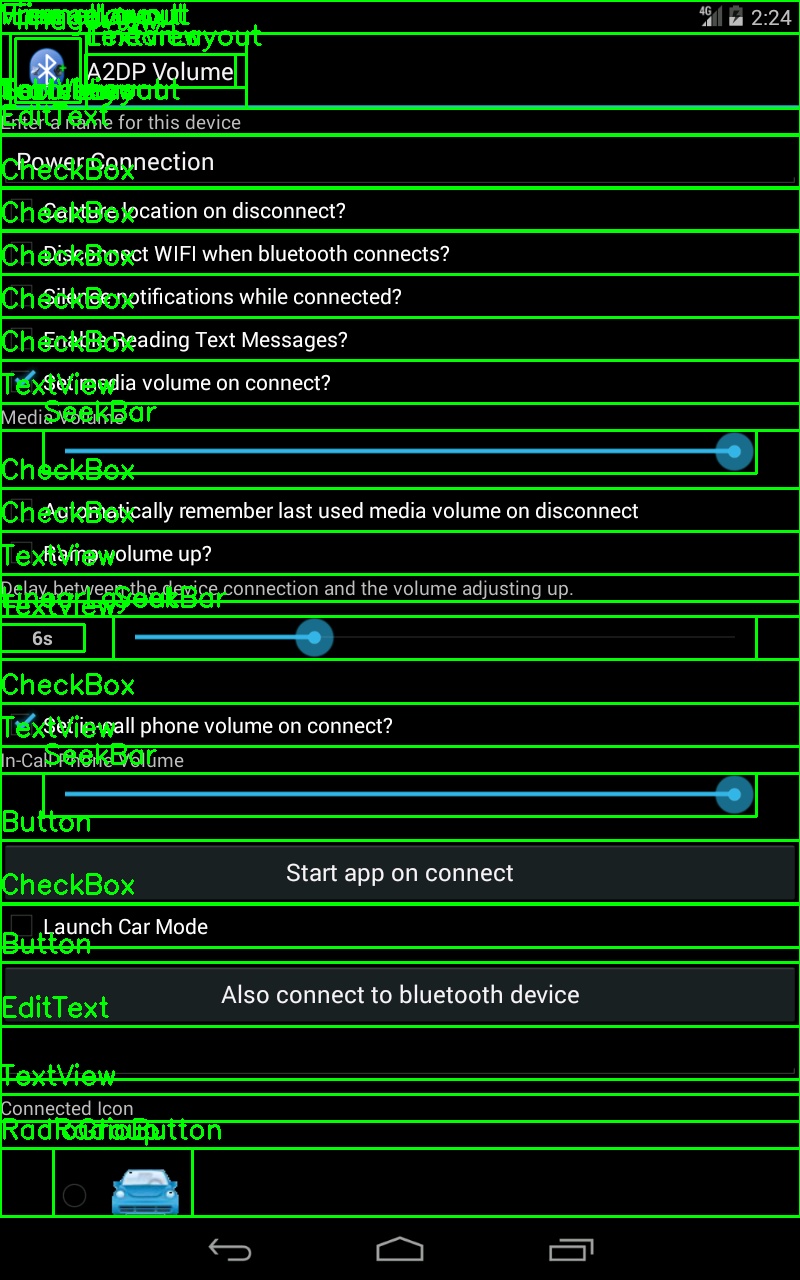 4G 2:24
TextView
A2DP Volume
EditText
Enter a name for this device
Power Connection
CheckBox
Capture location on disconnect?
CheckBox
Disconnect WIFI when bluetooth connects?
CheckBox
Silence notifications while connected?
CheckBox
Enable Reading Text Messages?
CheckBox
Set media volume on connect?
TextView
Media Volume
SeekBar
CheckBox
Automatically remember last used media volume on disconnect
CheckBox
Ramp volume up?
TextView
Delay between the device connection and the volume adjusting up.
SeekBar
TextView
6s
CheckBox
Set in-call phone volume on connect?
TextView
In-Call Phone Volume
SeekBar
Button
Start app on connect
CheckBox
Launch Car Mode
Button
Also connect to bluetooth device
EditText
TextView
Connected Icon
RadioGroup
RadioButton